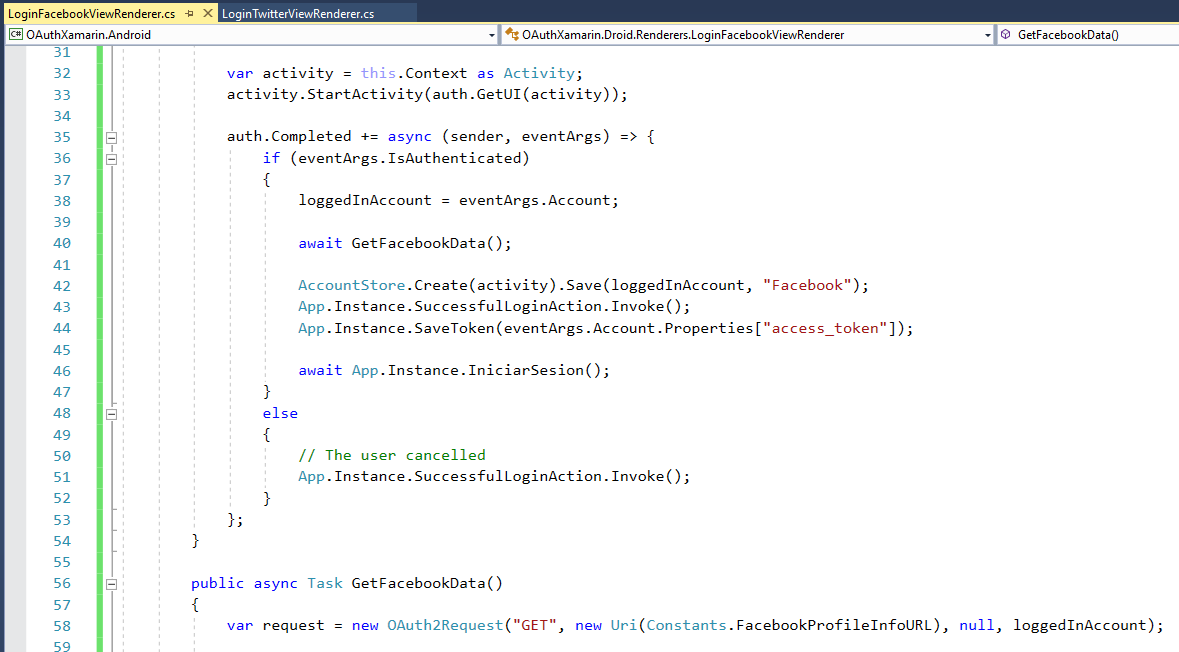 LoginFacebookViewRenderer.cs LoginTwitterViewRenderer.cs
C# OAuthXamarin.Android OAuthXamarin.Droid.Renderers.LoginFacebookViewRenderer GetFacebookData()
31
32 var activity = this.Context as Activity;
33 activity.StartActivity(auth.GetUI(activity));
34
35 auth.Completed += async (sender, eventArgs) => {
36 if (eventArgs.IsAuthenticated)
37 {
38 loggedInAccount = eventArgs.Account;
39
40 await GetFacebookData();
41
42 AccountStore.Create(activity).Save(loggedInAccount, "Facebook");
43 App.Instance.SuccessfulLoginAction.Invoke();
44 App.Instance.SaveToken(eventArgs.Account.Properties["access_token"]);
45
46 await App.Instance.IniciarSesion();
47 }
48 else
49 {
50 // The user cancelled
51 App.Instance.SuccessfulLoginAction.Invoke();
52 }
53 };
54 }
55
56 public async Task GetFacebookData()
57 {
58 var request = new OAuth2Request("GET", new Uri(Constants.FacebookProfileInfoURL), null, loggedInAccount);
59